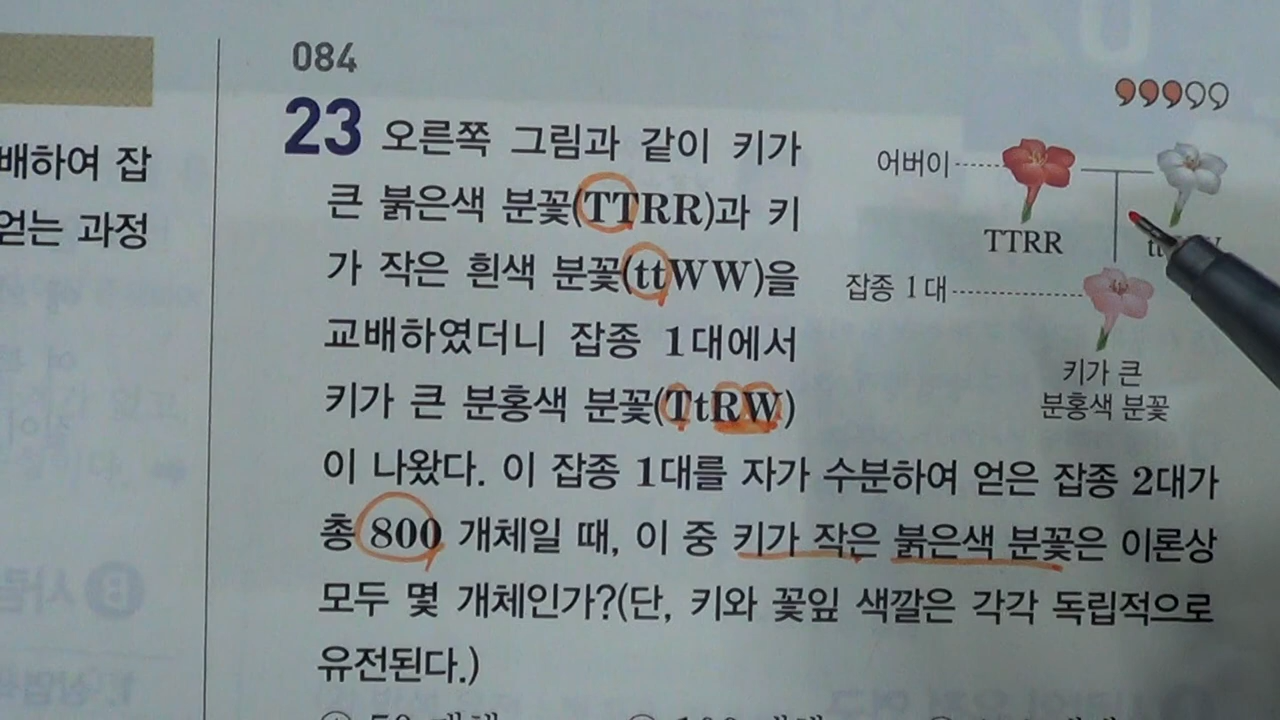 084
23 오른쪽 그림과 같이 키가
큰 붉은색 분꽃(TTRR)과 키
가 작은 흰색 분꽃(ttWW)을
교배하였더니 잡종 1대에서
키가 큰 분홍색 분꽃(TtRW)
이 나왔다. 이 잡종 1대를 자가 수분하여 얻은 잡종 2대가
총 800 개체일 때, 이 중 키가 작은 붉은색 분꽃은 이론상
모두 몇 개체인가?(단, 키와 꽃잎 색깔은 각각 독립적으로
유전된다.)
어버이
TTRR
잡종 1대
키가 큰
분홍색 분꽃
배하여 잡
얻는 과정